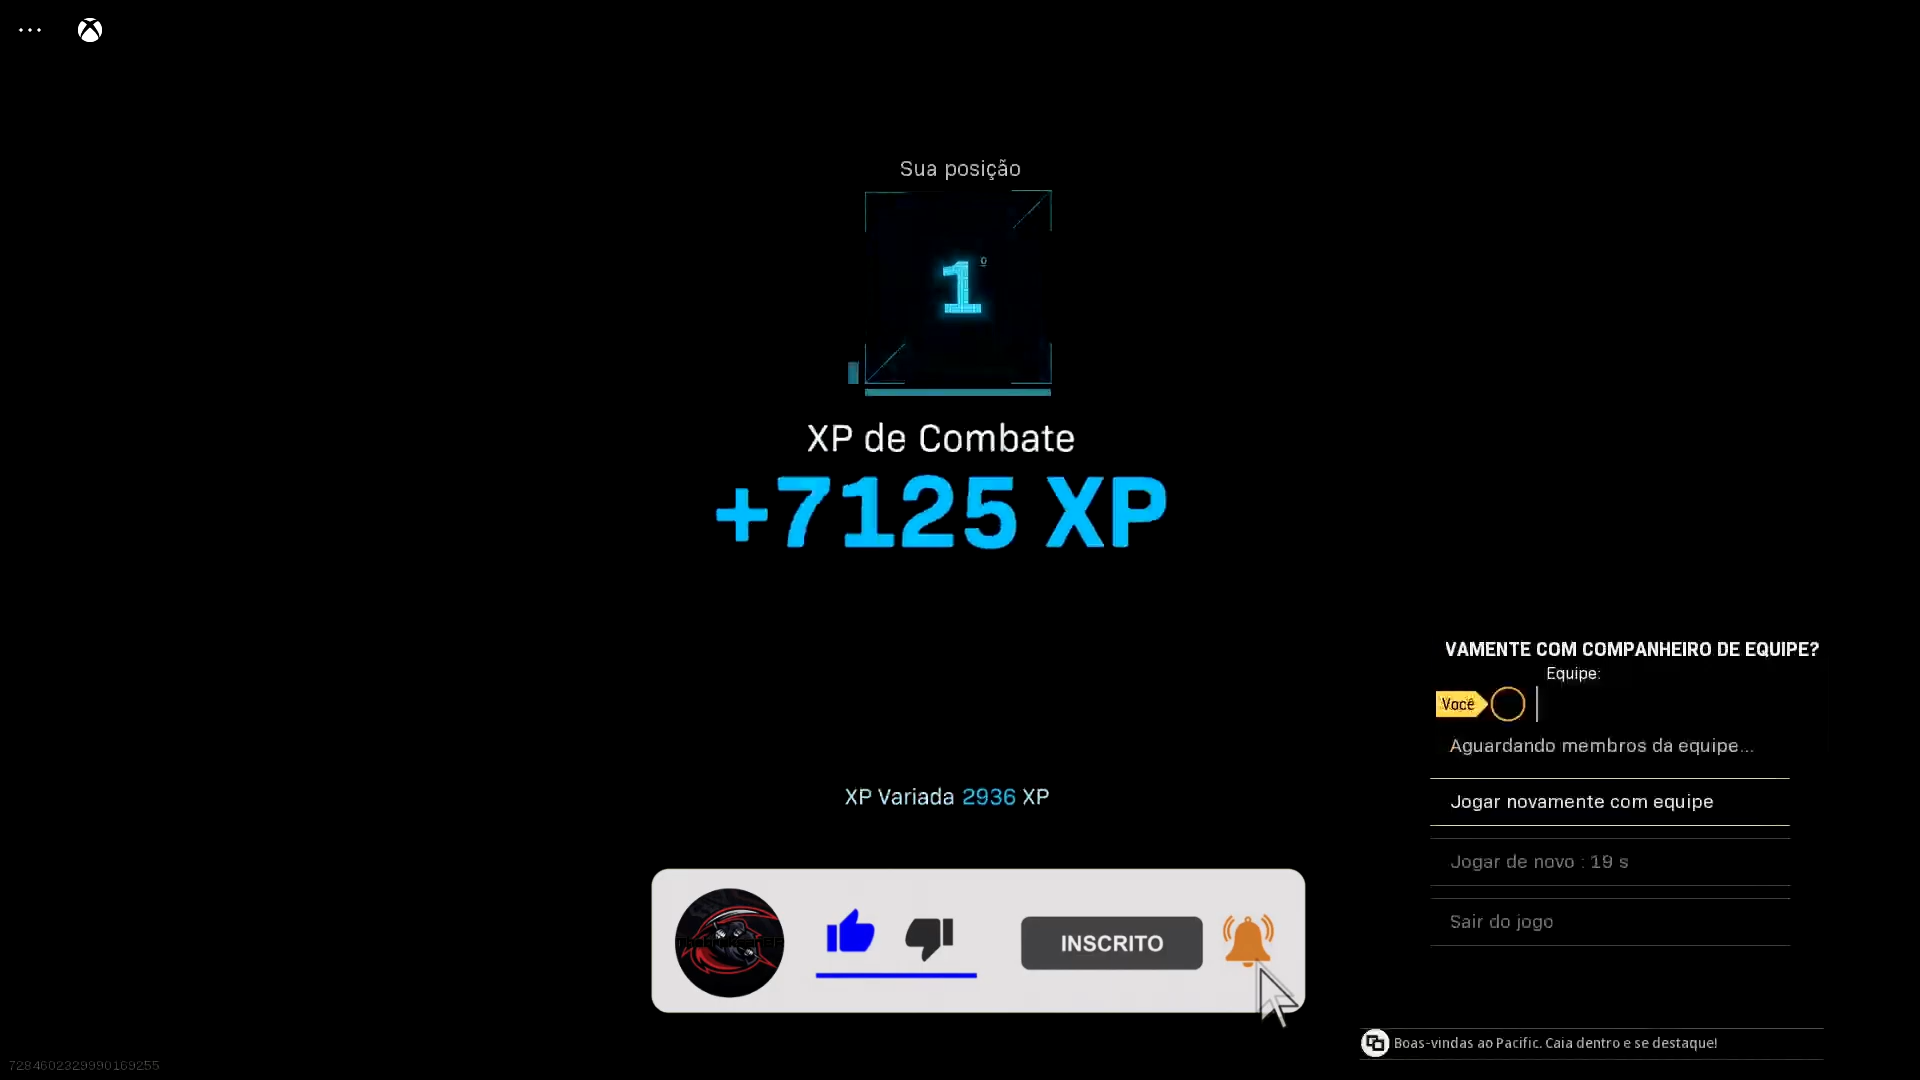 Sua posição
1º
XP de Combate
+7125 XP
XP Variada 2936 XP
VAMENTE COM COMPANHEIRO DE EQUIPE?
Equipe:
Você
Aguardando membros da equipe...
Jogar novamente com equipe
Jogar de novo : 19 s
Sair do jogo
INSCRITO
Boas-vindas ao Pacific. Caia dentro e se destaque!
7284602329990169255